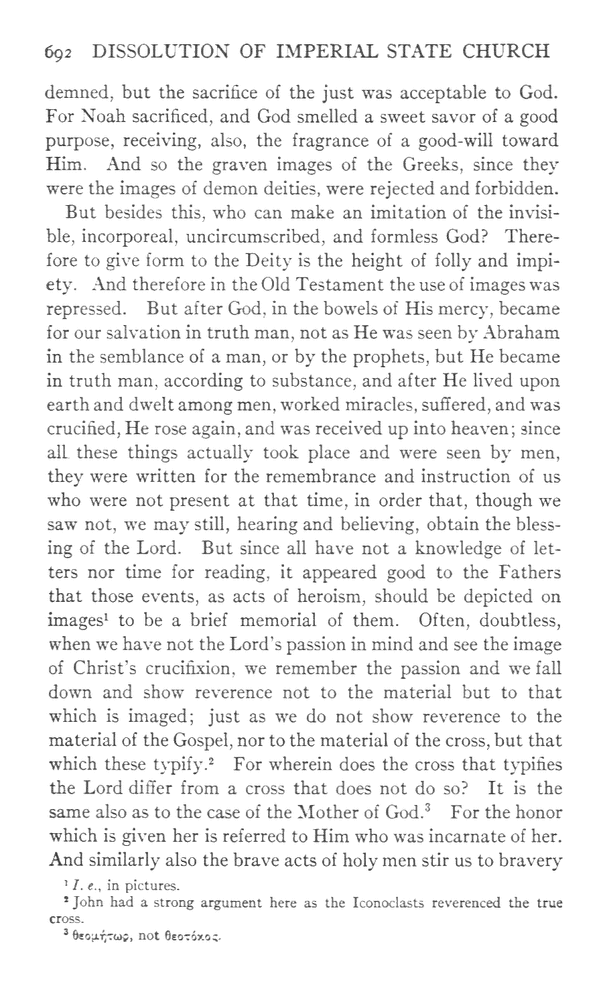 692 DISSOLUTION OF IMPERIAL STATE CHURCH
demned, but the sacrifice of the just was acceptable to God.
For Noah sacrificed, and God smelled a sweet savor of a good
purpose, receiving, also, the fragrance of a good-will toward
Him. And so the graven images of the Greeks, since they
were the images of demon deities, were rejected and forbidden.
But besides this, who can make an imitation of the invisi-
ble, incorporeal, uncircumscribed, and formless God? There-
fore to give form to the Deity is the height of folly and impi-
ety. And therefore in the Old Testament the use of images was
repressed. But after God, in the bowels of His mercy, became
for our salvation in truth man, not as He was seen by Abraham
in the semblance of a man, or by the prophets, but He became
in truth man, according to substance, and after He lived upon
earth and dwelt among men, worked miracles, suffered, and was
crucified, He rose again, and was received up into heaven; since
all these things actually took place and were seen by men,
they were written for the remembrance and instruction of us
who were not present at that time, in order that, though we
saw not, we may still, hearing and believing, obtain the bless-
ing of the Lord. But since all have not a knowledge of let-
ters nor time for reading, it appeared good to the Fathers
that those events, as acts of heroism, should be depicted on
images¹ to be a brief memorial of them. Often, doubtless,
when we have not the Lord's passion in mind and see the image
of Christ's crucifixion, we remember the passion and we fall
down and show reverence not to the material but to that
which is imaged; just as we do not show reverence to the
material of the Gospel, nor to the material of the cross, but that
which these typify.² For wherein does the cross that typifies
the Lord differ from a cross that does not do so? It is the
same also as to the case of the Mother of God.³ For the honor
which is given her is referred to Him who was incarnate of her.
And similarly also the brave acts of holy men stir us to bravery
¹ I. e., in pictures.
² John had a strong argument here as the Iconoclasts reverenced the true
cross.
³ θεομήτωρ, not θεοτόκος.